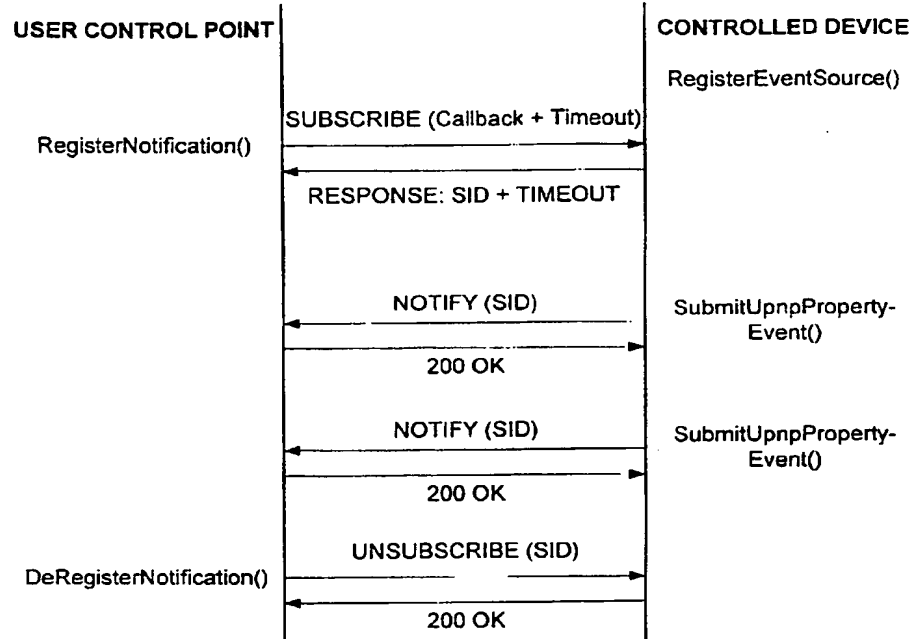 USER CONTROL POINT
CONTROLLED DEVICE
RegisterEventSource()
SUBSCRIBE (Callback + Timeout)
RegisterNotification()
RESPONSE: SID + TIMEOUT
NOTIFY (SID)
SubmitUpnpProperty-
Event()
200 OK
NOTIFY (SID)
SubmitUpnpProperty-
Event()
200 OK
UNSUBSCRIBE (SID)
DeRegisterNotification()
200 OK